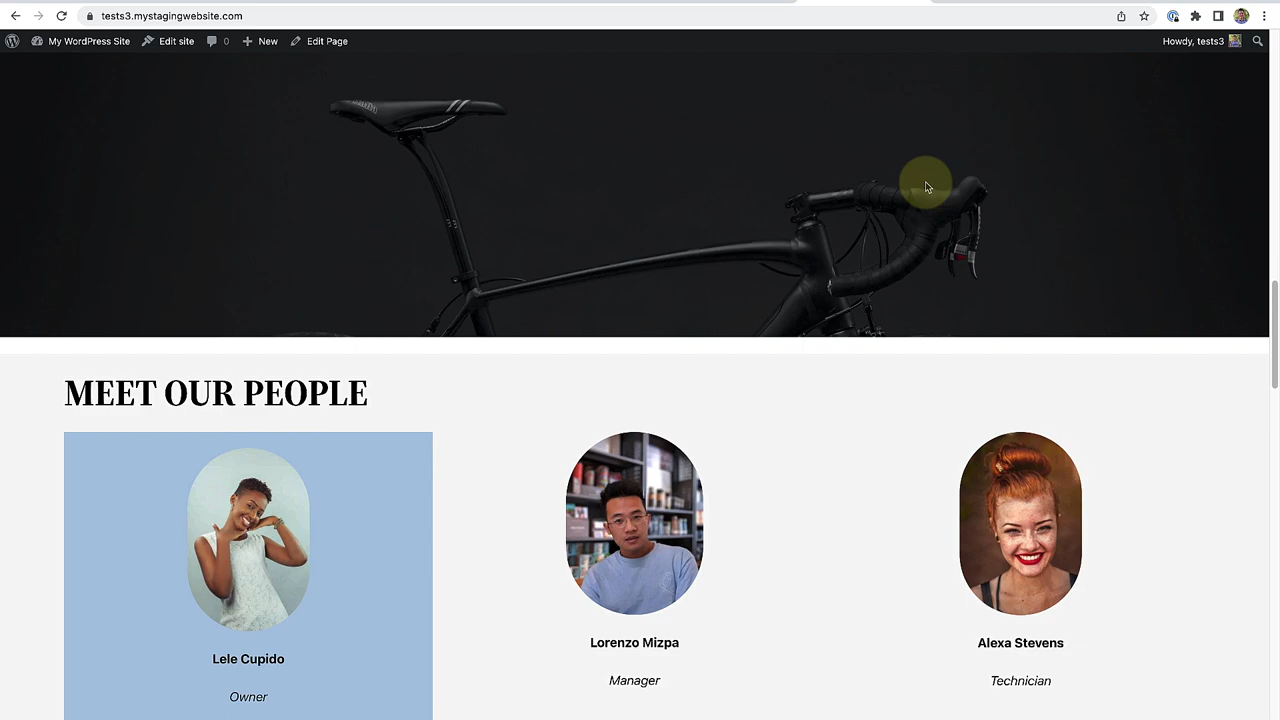 tests3.mystagingwebsite.com
My WordPress Site Edit site 0 New Edit Page Howdy, tests3
MEET OUR PEOPLE
Lele Cupido
Owner
Lorenzo Mizpa
Manager
Alexa Stevens
Technician